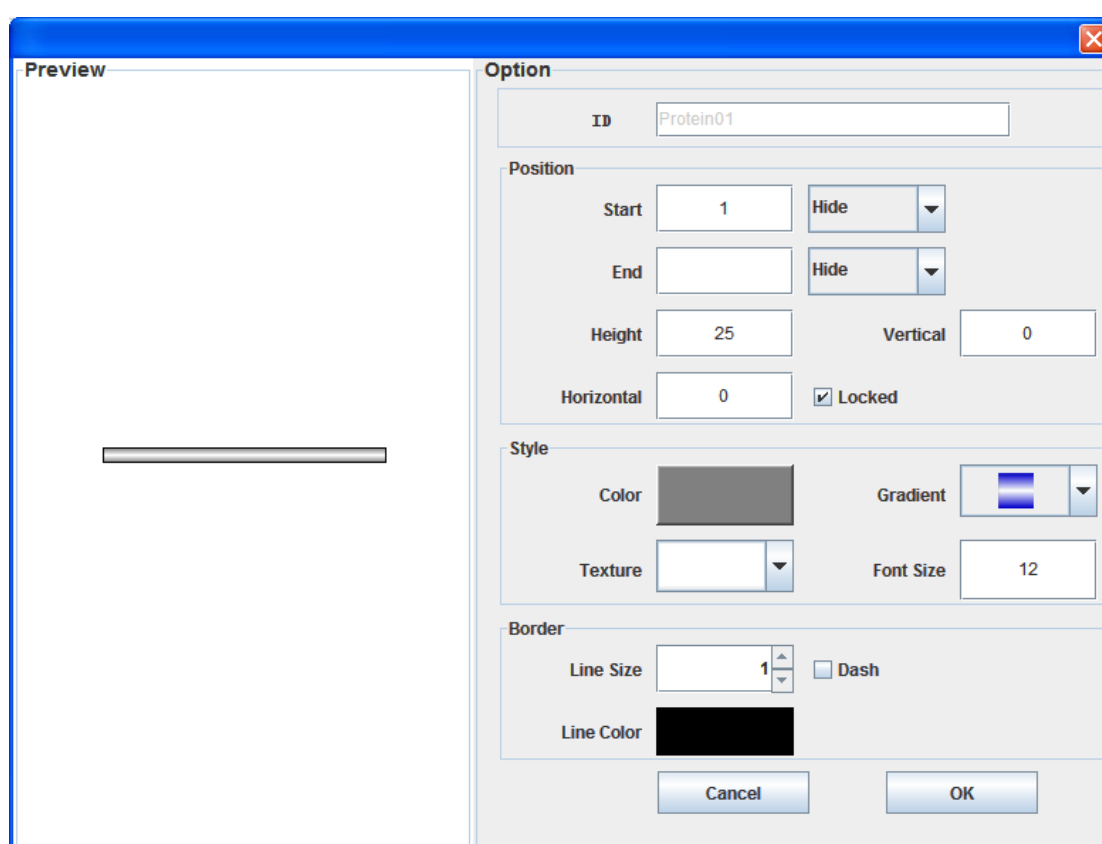 Preview
Option
ID Protein01
Position
Start 1 Hide
End Hide
Height 25 Vertical 0
Horizontal 0 Locked
Style
Color Gradient
Texture Font Size 12
Border
Line Size 1 Dash
Line Color
Cancel OK